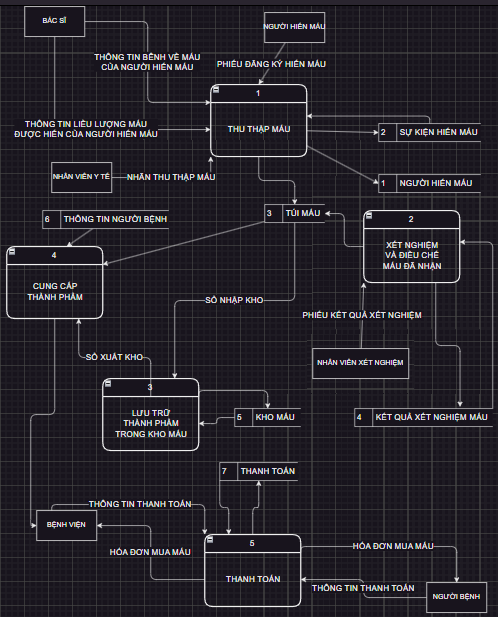 BÁC SĨ
NGƯỜI HIẾN MÁU
THÔNG TIN BỆNH VỀ MÁU
CỦA NGƯỜI HIẾN MÁU
PHIẾU ĐĂNG KÝ HIẾN MÁU
1
THU THẬP MÁU
THÔNG TIN LIỀU LƯỢNG MÁU
ĐƯỢC HIẾN CỦA NGƯỜI HIẾN MÁU
2 SỰ KIỆN HIẾN MÁU
NHÂN VIÊN Y TẾ
NHÃN THU THẬP MÁU
1 NGƯỜI HIẾN MÁU
6 THÔNG TIN NGƯỜI BỆNH
3 TÚI MÁU
2
XÉT NGHIỆM
VÀ ĐIỀU CHẾ
MÁU ĐÃ NHẬN
4
CUNG CẤP
THÀNH PHẨM
SỔ NHẬP KHO
PHIẾU KẾT QUẢ XÉT NGHIỆM
SỔ XUẤT KHO
NHÂN VIÊN XÉT NGHIỆM
3
LƯU TRỮ
THÀNH PHẨM
TRONG KHO MÁU
5 KHO MÁU
4 KẾT QUẢ XÉT NGHIỆM MÁU
7 THANH TOÁN
THÔNG TIN THANH TOÁN
BỆNH VIỆN
5
THANH TOÁN
HÓA ĐƠN MUA MÁU
HÓA ĐƠN MUA MÁU
THÔNG TIN THANH TOÁN
NGƯỜI BỆNH